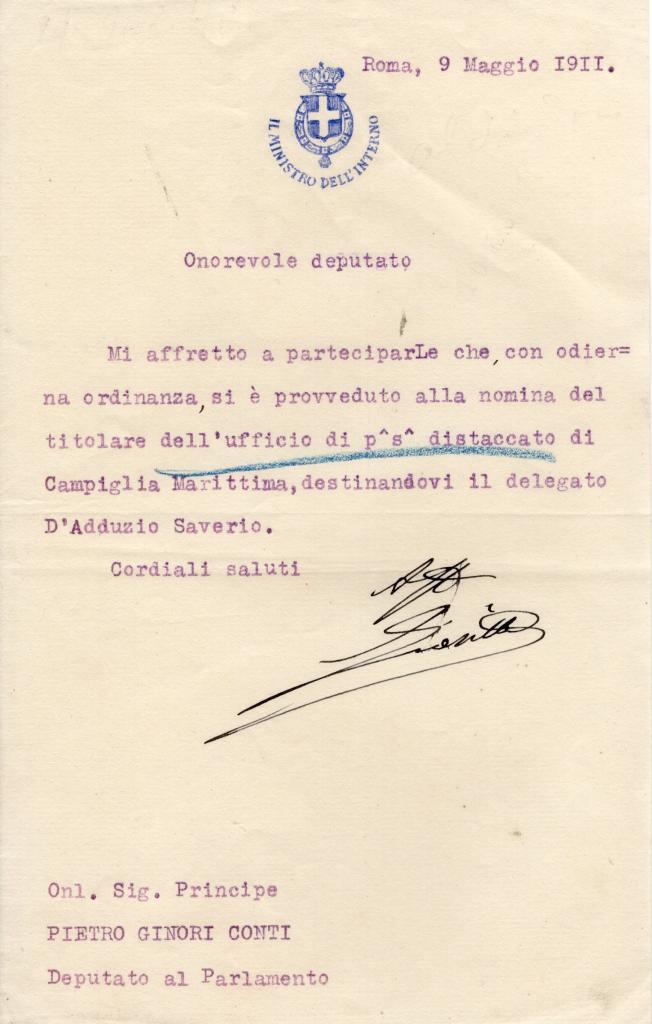 Roma, 9 Maggio 1911.
IL MINISTRO DELL'INTERNO
Onorevole deputato
Mi affretto a parteciparLe che, con odier=
na ordinanza, si è provveduto alla nomina del
titolare dell'ufficio di p^s^ distaccato di
Campiglia Marittima, destinandovi il delegato
D'Adduzio Saverio.
Cordiali saluti
Giolitti
Onl. Sig. Principe
PIETRO GINORI CONTI
Deputato al Parlamento